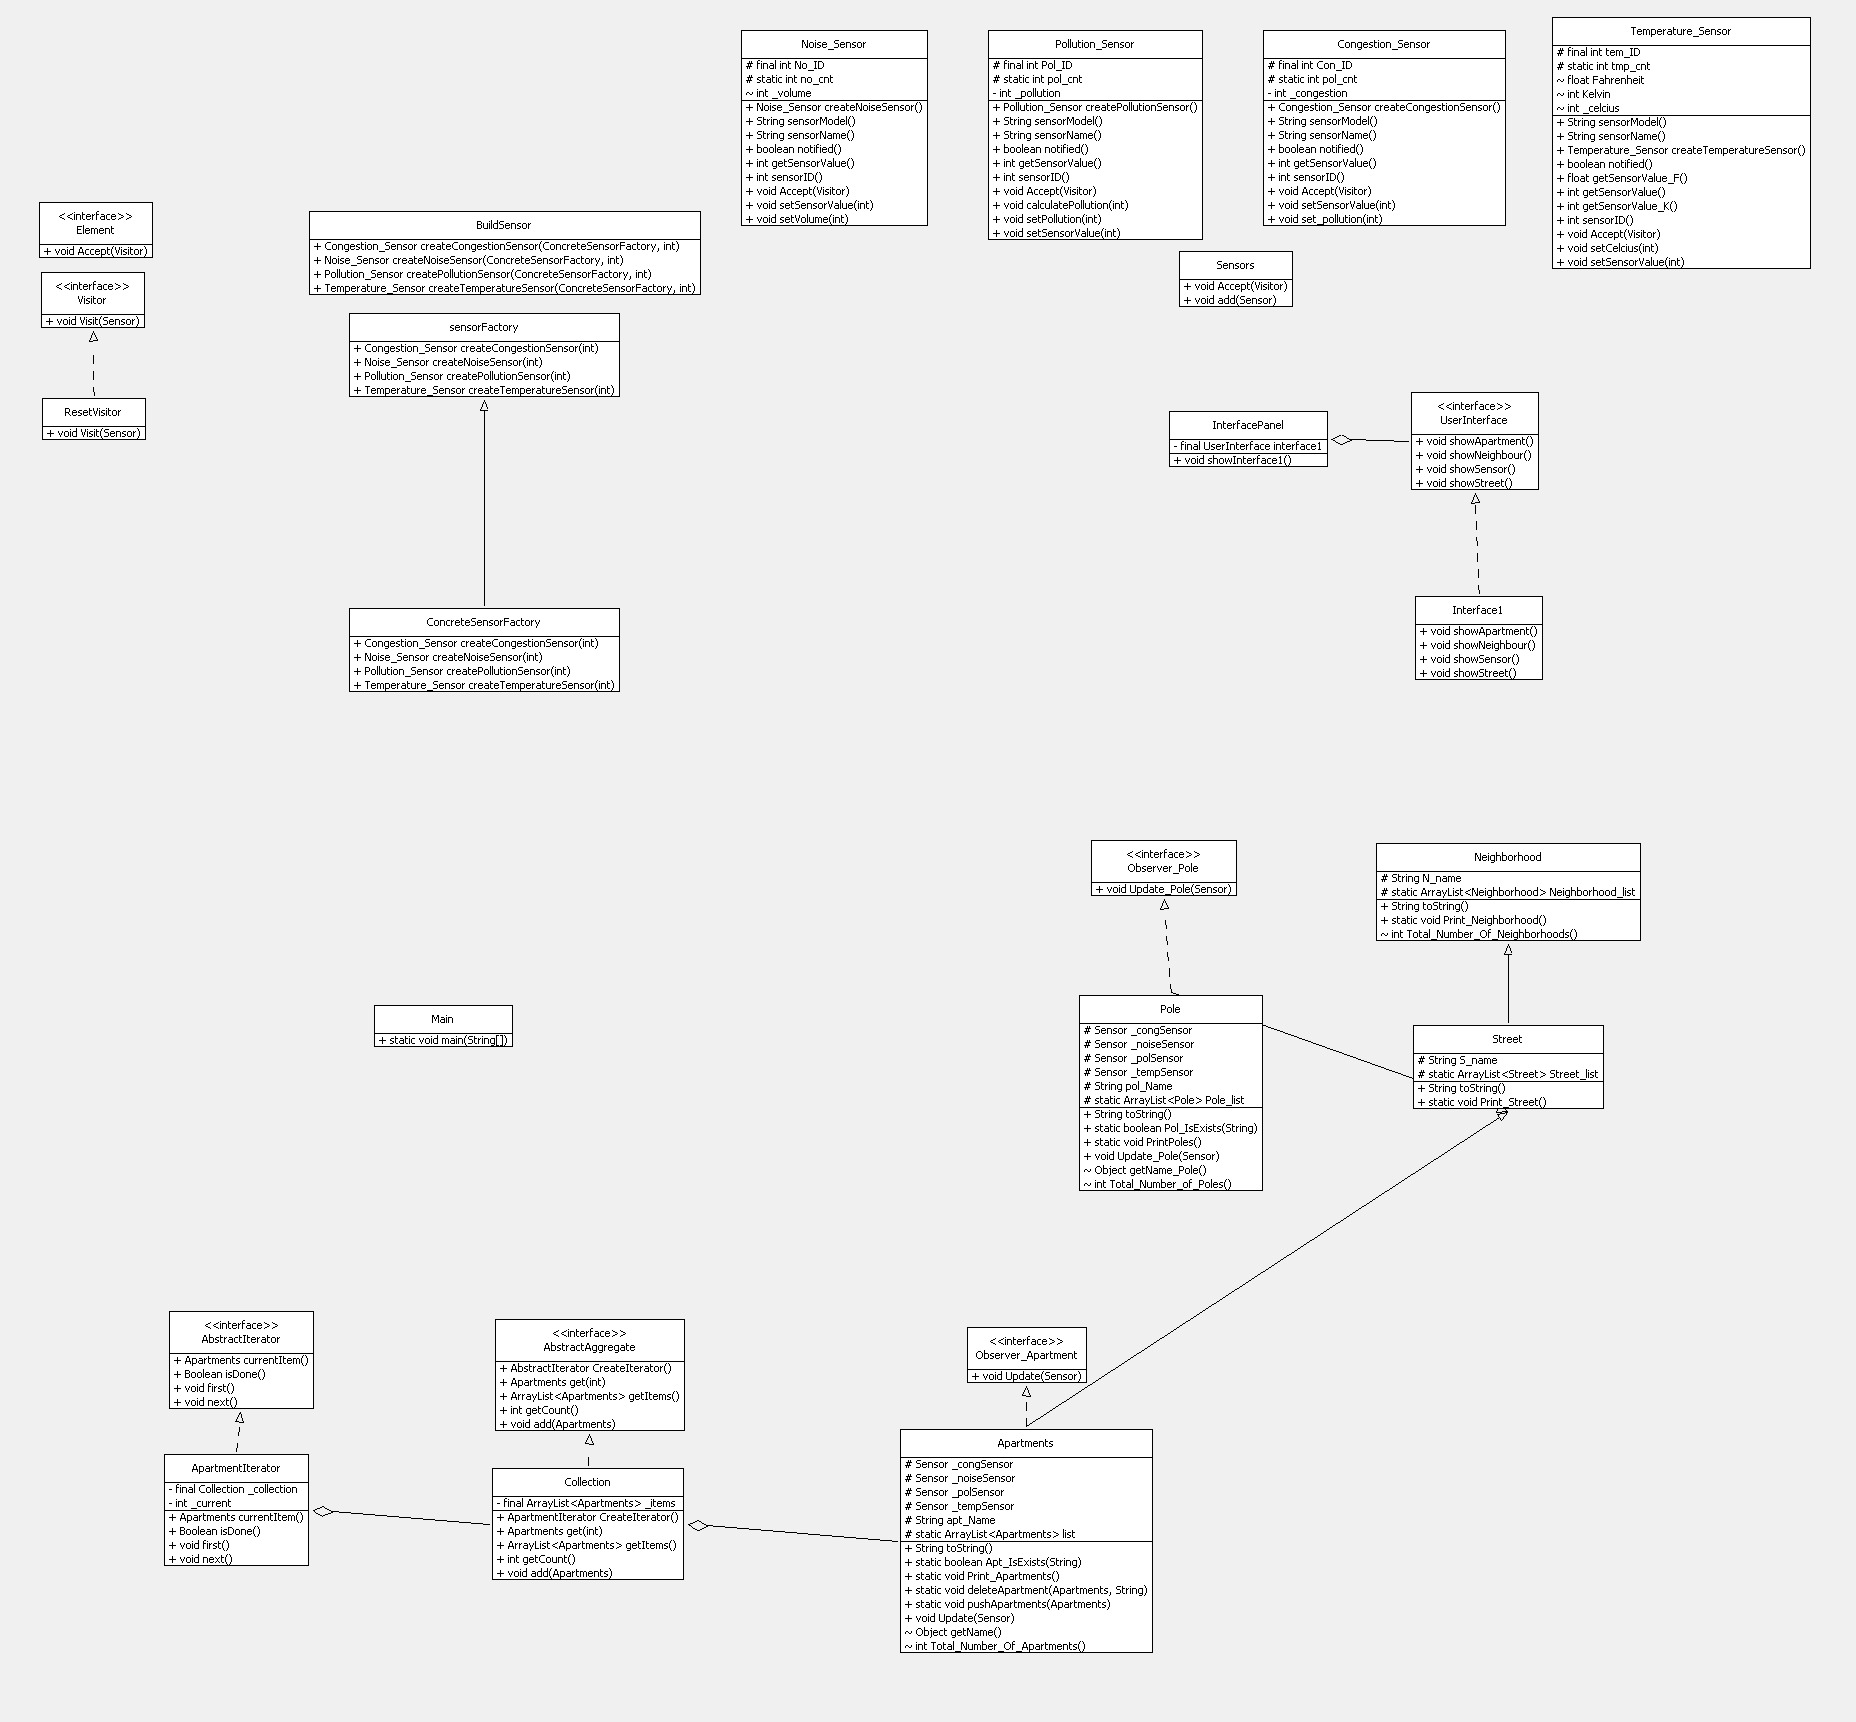 Noise_Sensor
# final int No_ID
# static int no_cnt
~ int _volume
+ Noise_Sensor createNoiseSensor()
+ String sensorModel()
+ String sensorName()
+ boolean notified()
+ int getSensorValue()
+ int sensorID()
+ void Accept(Visitor)
+ void setSensorValue(int)
+ void setVolume(int)
Pollution_Sensor
# final int Pol_ID
# static int pol_cnt
- int _pollution
+ Pollution_Sensor createPollutionSensor()
+ String sensorModel()
+ String sensorName()
+ boolean notified()
+ int getSensorValue()
+ int sensorID()
+ void Accept(Visitor)
+ void calculatePollution(int)
+ void setPollution(int)
+ void setSensorValue(int)
Congestion_Sensor
# final int Con_ID
# static int pol_cnt
- int _congestion
+ Congestion_Sensor createCongestionSensor()
+ String sensorModel()
+ String sensorName()
+ boolean notified()
+ int getSensorValue()
+ int sensorID()
+ void Accept(Visitor)
+ void setSensorValue(int)
+ void set_pollution(int)
Temperature_Sensor
# final int tem_ID
# static int tmp_cnt
~ float Fahrenheit
~ int Kelvin
~ int _celcius
+ String sensorModel()
+ String sensorName()
+ Temperature_Sensor createTemperatureSensor()
+ boolean notified()
+ float getSensorValue_F()
+ int getSensorValue()
+ int getSensorValue_K()
+ int sensorID()
+ void Accept(Visitor)
+ void setCelcius(int)
+ void setSensorValue(int)
<<interface>>
Element
+ void Accept(Visitor)
<<interface>>
Visitor
+ void Visit(Sensor)
ResetVisitor
+ void Visit(Sensor)
BuildSensor
+ Congestion_Sensor createCongestionSensor(ConcreteSensorFactory, int)
+ Noise_Sensor createNoiseSensor(ConcreteSensorFactory, int)
+ Pollution_Sensor createPollutionSensor(ConcreteSensorFactory, int)
+ Temperature_Sensor createTemperatureSensor(ConcreteSensorFactory, int)
sensorFactory
+ Congestion_Sensor createCongestionSensor(int)
+ Noise_Sensor createNoiseSensor(int)
+ Pollution_Sensor createPollutionSensor(int)
+ Temperature_Sensor createTemperatureSensor(int)
Sensors
+ void Accept(Visitor)
+ void add(Sensor)
InterfacePanel
- final UserInterface interface1
+ void showInterface1()
<<interface>>
UserInterface
+ void showApartment()
+ void showNeighbour()
+ void showSensor()
+ void showStreet()
ConcreteSensorFactory
+ Congestion_Sensor createCongestionSensor(int)
+ Noise_Sensor createNoiseSensor(int)
+ Pollution_Sensor createPollutionSensor(int)
+ Temperature_Sensor createTemperatureSensor(int)
Interface1
+ void showApartment()
+ void showNeighbour()
+ void showSensor()
+ void showStreet()
<<interface>>
Observer_Pole
+ void Update_Pole(Sensor)
Neighborhood
# String N_name
# static ArrayList<Neighborhood> Neighborhood_list
+ String toString()
+ static void Print_Neighborhood()
~ int Total_Number_Of_Neighborhoods()
Main
+ static void main(String[])
Pole
# Sensor _congSensor
# Sensor _noiseSensor
# Sensor _polSensor
# Sensor _tempSensor
# String pol_Name
# static ArrayList<Pole> Pole_list
+ String toString()
+ static boolean Pol_IsExists(String)
+ static void PrintPoles()
+ void Update_Pole(Sensor)
~ Object getName_Pole()
~ int Total_Number_of_Poles()
Street
# String S_name
# static ArrayList<Street> Street_list
+ String toString()
+ static void Print_Street()
<<interface>>
AbstractIterator
+ Apartments currentItem()
+ Boolean isDone()
+ void first()
+ void next()
<<interface>>
AbstractAggregate
+ AbstractIterator CreateIterator()
+ Apartments get(int)
+ ArrayList<Apartments> getItems()
+ int getCount()
+ void add(Apartments)
<<interface>>
Observer_Apartment
+ void Update(Sensor)
ApartmentIterator
- final Collection _collection
- int _current
+ Apartments currentItem()
+ Boolean isDone()
+ void first()
+ void next()
Collection
- final ArrayList<Apartments> _items
+ ApartmentIterator CreateIterator()
+ Apartments get(int)
+ ArrayList<Apartments> getItems()
+ int getCount()
+ void add(Apartments)
Apartments
# Sensor _congSensor
# Sensor _noiseSensor
# Sensor _polSensor
# Sensor _tempSensor
# String apt_Name
# static ArrayList<Apartments> list
+ String toString()
+ static boolean Apt_IsExists(String)
+ static void Print_Apartments()
+ static void deleteApartment(Apartments, String)
+ static void pushApartments(Apartments)
+ void Update(Sensor)
~ Object getName()
~ int Total_Number_Of_Apartments()